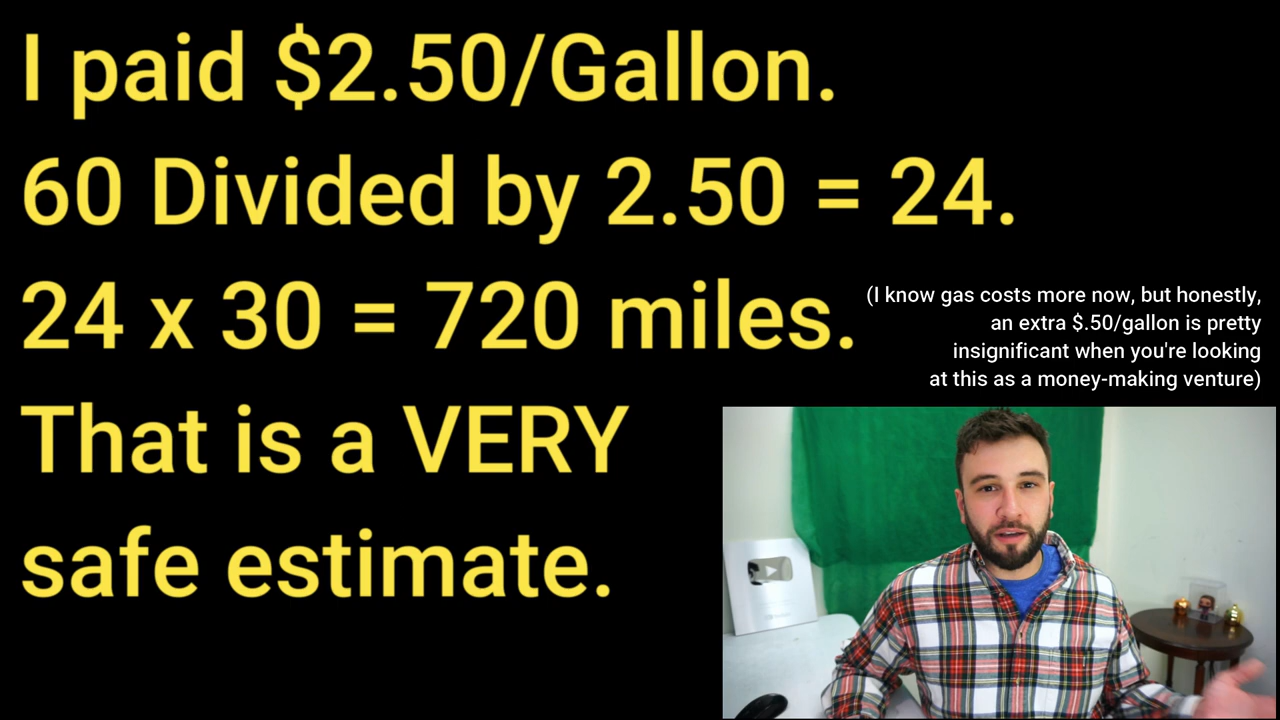 I paid $2.50/Gallon.
60 Divided by 2.50 = 24.
24 x 30 = 720 miles.
(I know gas costs more now, but honestly,
an extra $.50/gallon is pretty
insignificant when you're looking
at this as a money-making venture)
That is a VERY
safe estimate.